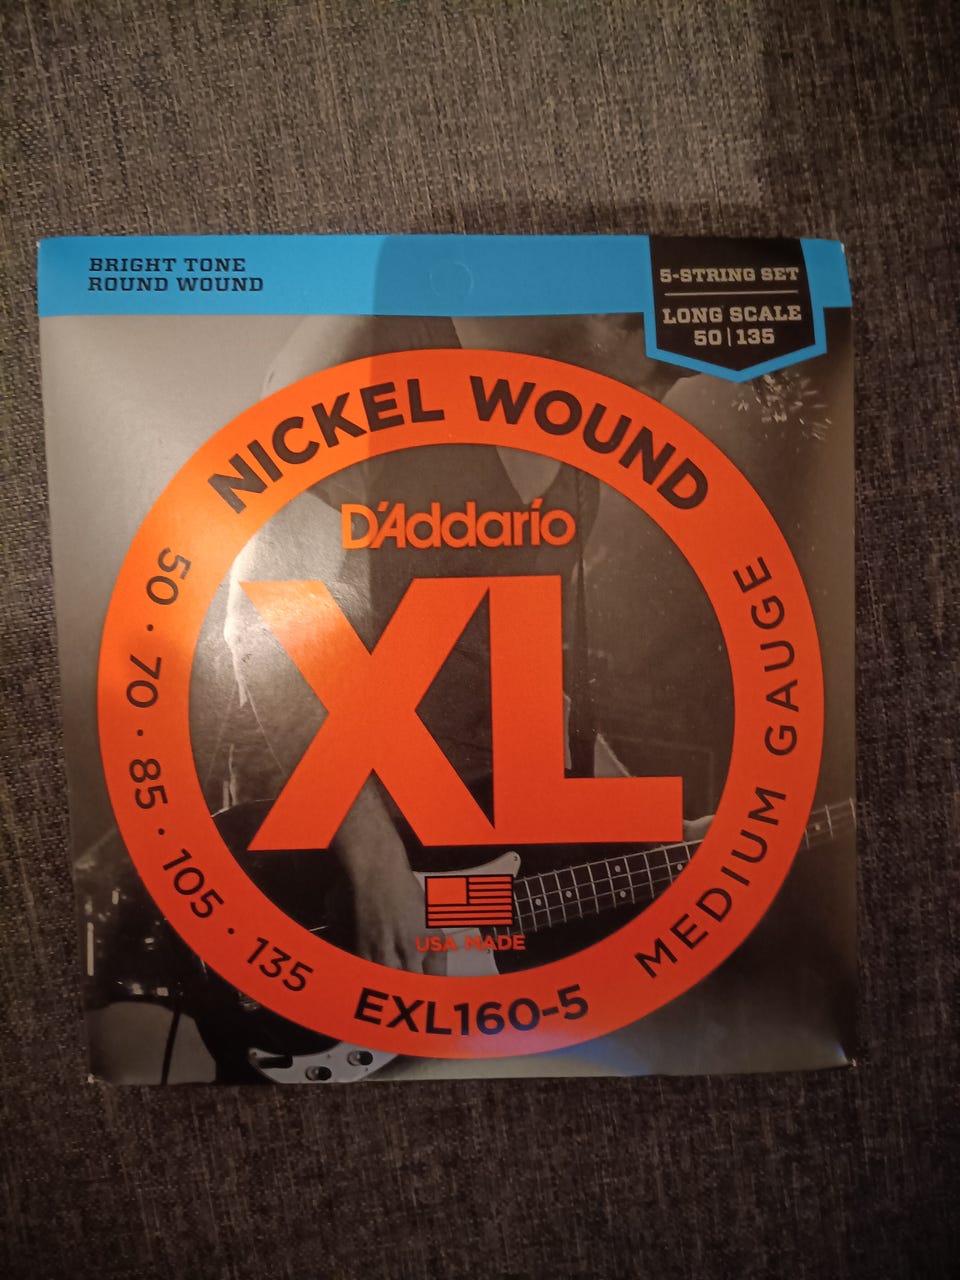 BRIGHT TONE
ROUND WOUND
5-STRING SET
LONG SCALE
50|135
NICKEL WOUND
D'Addario
XL
USA MADE
50 · 70 · 85 · 105 · 135
EXL160-5
MEDIUM GAUGE